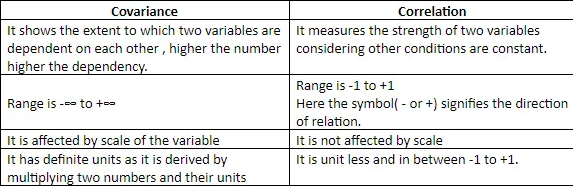 Covariance
Correlation
It shows the extent to which two variables are
dependent on each other , higher the number
higher the dependency.
It measures the strength of two variables
considering other conditions are constant.
Range is -∞ to +∞
Range is -1 to +1
Here the symbol( - or +) signifies the direction
of relation.
It is affected by scale of the variable
It is not affected by scale
It has definite units as it is derived by
multiplying two numbers and their units
It is unit less and in between -1 to +1.